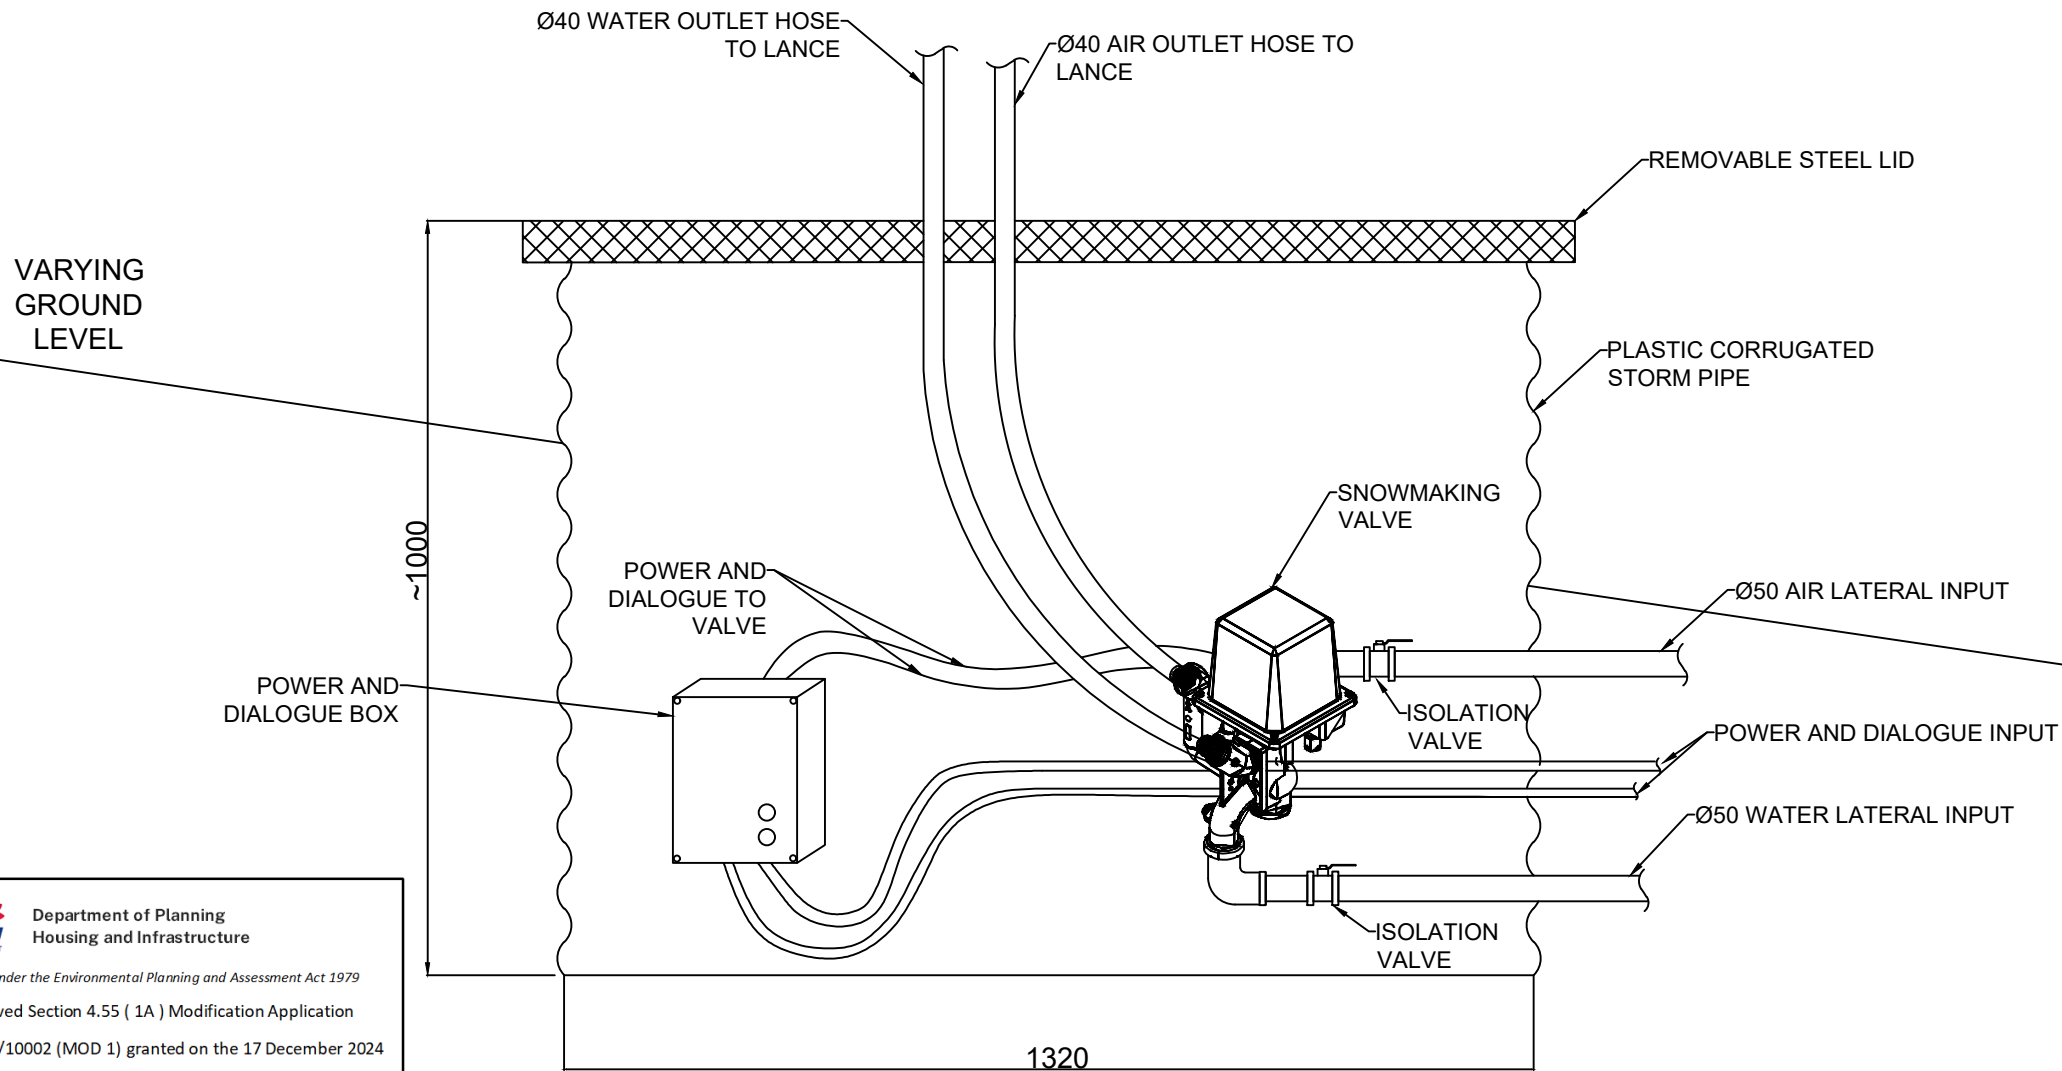 Ø40 WATER OUTLET HOSE
TO LANCE
Ø40 AIR OUTLET HOSE TO
LANCE
REMOVABLE STEEL LID
VARYING
GROUND
LEVEL
PLASTIC CORRUGATED
STORM PIPE
SNOWMAKING
VALVE
~1000
POWER AND
DIALOGUE TO
VALVE
Ø50 AIR LATERAL INPUT
POWER AND
DIALOGUE BOX
ISOLATION
VALVE
POWER AND DIALOGUE INPUT
Ø50 WATER LATERAL INPUT
ISOLATION
VALVE
Department of Planning
Housing and Infrastructure
the Environmental Planning and Assessment Act 1979
Section 4.55 ( 1A ) Modification Application
/10002 (MOD 1) granted on the 17 December 2024
1320